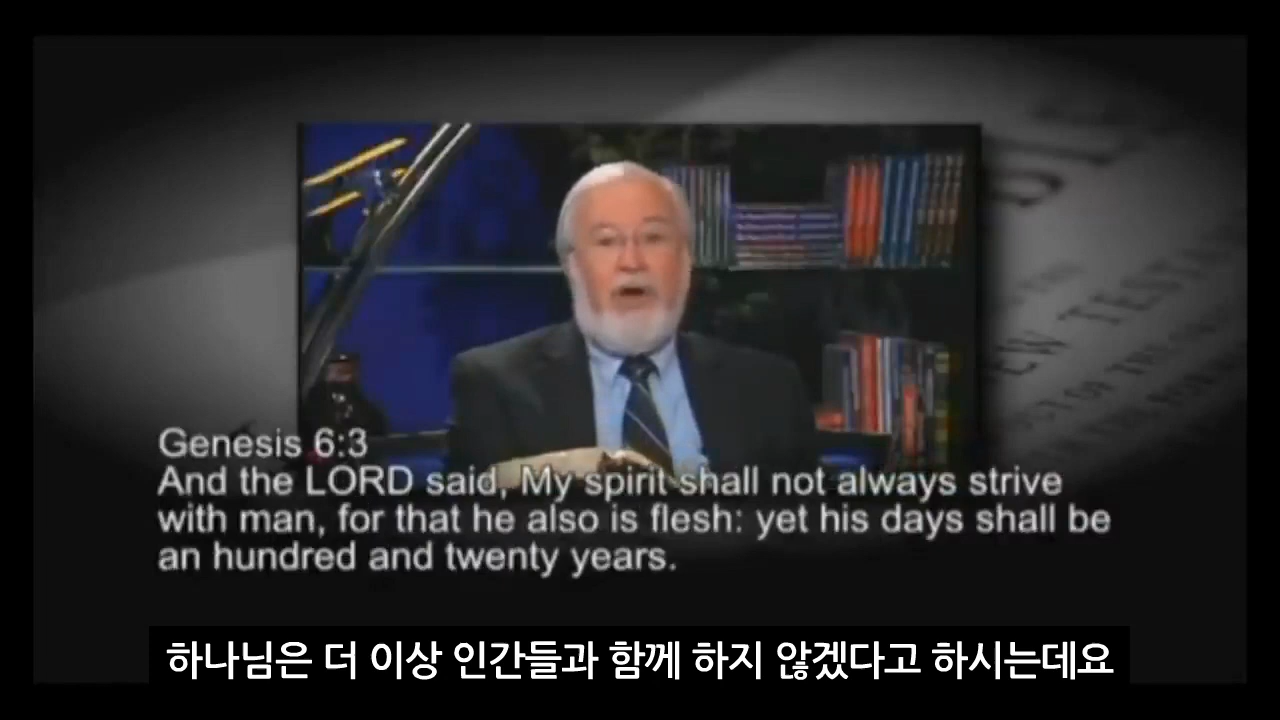 Genesis 6:3
And the LORD said, My spirit shall not always strive
with man, for that he also is flesh: yet his days shall be
an hundred and twenty years.
하나님은 더 이상 인간들과 함께 하지 않겠다고 하시는데요